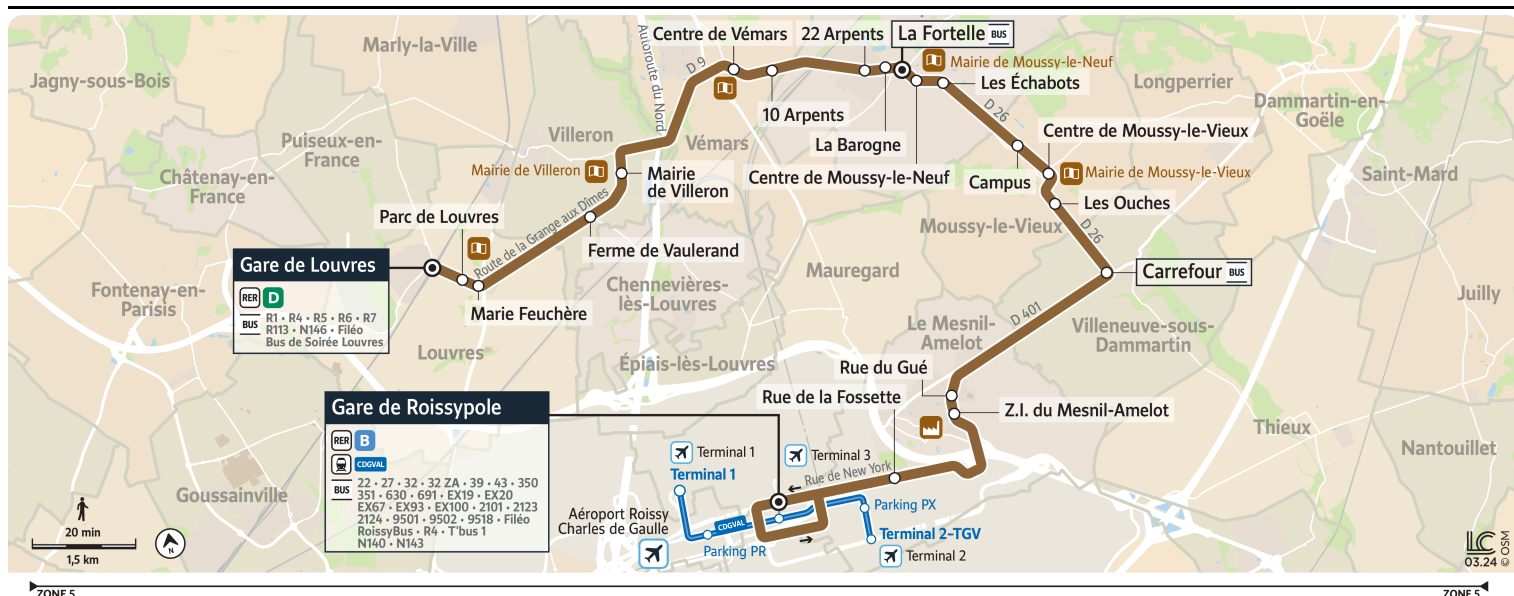 Centre de Vémars
22 Arpents
La Fortelle BUS
Marly-la-Ville
Autoroute du Nord
D 9
Mairie de Moussy-le-Neuf
Jagny-sous-Bois
Les Échabots
Longperrier
Dammartin-en-
Goële
10 Arpents
D 26
Puiseux-en-
France
Villeron
Vémars
La Barogne
Centre de Moussy-le-Vieux
Mairie de Villeron
Mairie
de Villeron
Centre de Moussy-le-Neuf
Campus
Mairie de Moussy-le-Vieux
Saint-Mard
Châtenay-en-
France
Les Ouches
Parc de Louvres
Route de la Grange aux Dîmes
Moussy-le-Vieux
D 26
Ferme de Vaulerand
Gare de Louvres
RER D
BUS
R1 • R4 • R5 • R6 • R7
R113 • N146 • Filéo
Bus de Soirée Louvres
Mauregard
Carrefour BUS
Fontenay-en-
Parisis
Chennevières-
lès-Louvres
Juilly
Marie Feuchère
D 401
Le Mesnil-
Amelot
Villeneuve-sous-
Dammartin
Louvres
Épiais-lès-Louvres
Rue du Gué
Rue de la Fossette
Gare de Roissypole
RER B
CDGVAL
BUS
22 • 27 • 32 • 32 ZA • 39 • 43 • 350
351 • 630 • 691 • EX19 • EX20
EX67 • EX93 • EX100 • 2101 • 2123
2124 • 9501 • 9502 • 9518 • Filéo
RoissyBus • R4 • T'bus 1
N140 • N143
Z.I. du Mesnil-Amelot
Thieux
Nantouillet
Terminal 1
Terminal 3
Terminal 1
Rue de New York
Goussainville
Parking PX
Aéroport Roissy
Charles de Gaulle
CDGVAL
Terminal 2–TGV
Parking PR
Terminal 2
20 min
1,5 km
N
LC
03.24 © OSM
ZONE 5
ZONE 5